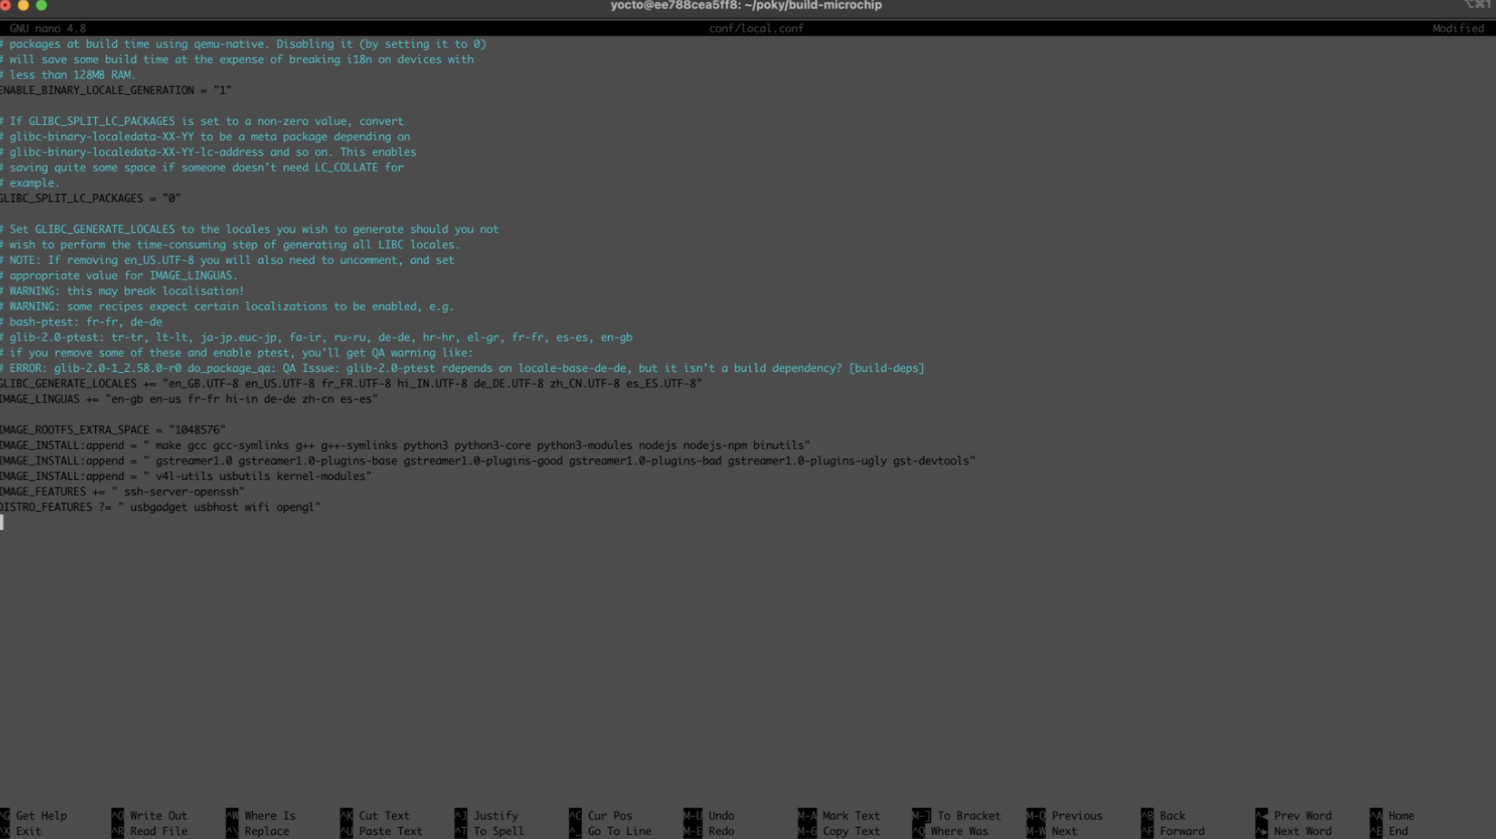 yocto@ee788cea5ff8: ~/poky/build-microchip
⌥⌘1
GNU nano 4.8 conf/local.conf Modified
# packages at build time using qemu-native. Disabling it (by setting it to 0)
# will save some build time at the expense of breaking i18n on devices with
# less than 128MB RAM.
ENABLE_BINARY_LOCALE_GENERATION = "1"
# If GLIBC_SPLIT_LC_PACKAGES is set to a non-zero value, convert
# glibc-binary-localedata-XX-YY to be a meta package depending on
# glibc-binary-localedata-XX-YY-lc-address and so on. This enables
# saving quite some space if someone doesn't need LC_COLLATE for
# example.
GLIBC_SPLIT_LC_PACKAGES = "0"
# Set GLIBC_GENERATE_LOCALES to the locales you wish to generate should you not
# wish to perform the time-consuming step of generating all LIBC locales.
# NOTE: If removing en_US.UTF-8 you will also need to uncomment, and set
# appropriate value for IMAGE_LINGUAS.
# WARNING: this may break localisation!
# WARNING: some recipes expect certain localizations to be enabled, e.g.
# bash-ptest: fr-fr, de-de
# glib-2.0-ptest: tr-tr, lt-lt, ja-jp.euc-jp, fa-ir, ru-ru, de-de, hr-hr, el-gr, fr-fr, es-es, en-gb
# if you remove some of these and enable ptest, you'll get QA warning like:
# ERROR: glib-2.0-1_2.58.0-r0 do_package_qa: QA Issue: glib-2.0-ptest rdepends on locale-base-de-de, but it isn't a build dependency? [build-deps]
GLIBC_GENERATE_LOCALES += "en_GB.UTF-8 en_US.UTF-8 fr_FR.UTF-8 hi_IN.UTF-8 de_DE.UTF-8 zh_CN.UTF-8 es_ES.UTF-8"
IMAGE_LINGUAS += "en-gb en-us fr-fr hi-in de-de zh-cn es-es"
IMAGE_ROOTFS_EXTRA_SPACE = "1048576"
IMAGE_INSTALL:append = " make gcc gcc-symlinks g++ g++-symlinks python3 python3-core python3-modules nodejs nodejs-npm binutils"
IMAGE_INSTALL:append = " gstreamer1.0 gstreamer1.0-plugins-base gstreamer1.0-plugins-good gstreamer1.0-plugins-bad gstreamer1.0-plugins-ugly gst-devtools"
IMAGE_INSTALL:append = " v4l-utils usbutils kernel-modules"
IMAGE_FEATURES += " ssh-server-openssh"
DISTRO_FEATURES ?= " usbgadget usbhost wifi opengl"
^G Get Help ^O Write Out ^W Where Is ^K Cut Text ^J Justify ^C Cur Pos M-U Undo M-A Mark Text M-] To Bracket M-Q Previous ^B Back ^◀ Prev Word ^A Home
^X Exit ^R Read File ^\ Replace ^U Paste Text ^T To Spell ^_ Go To Line M-E Redo M-6 Copy Text ^Q Where Was M-W Next ^F Forward ^▶ Next Word ^E End